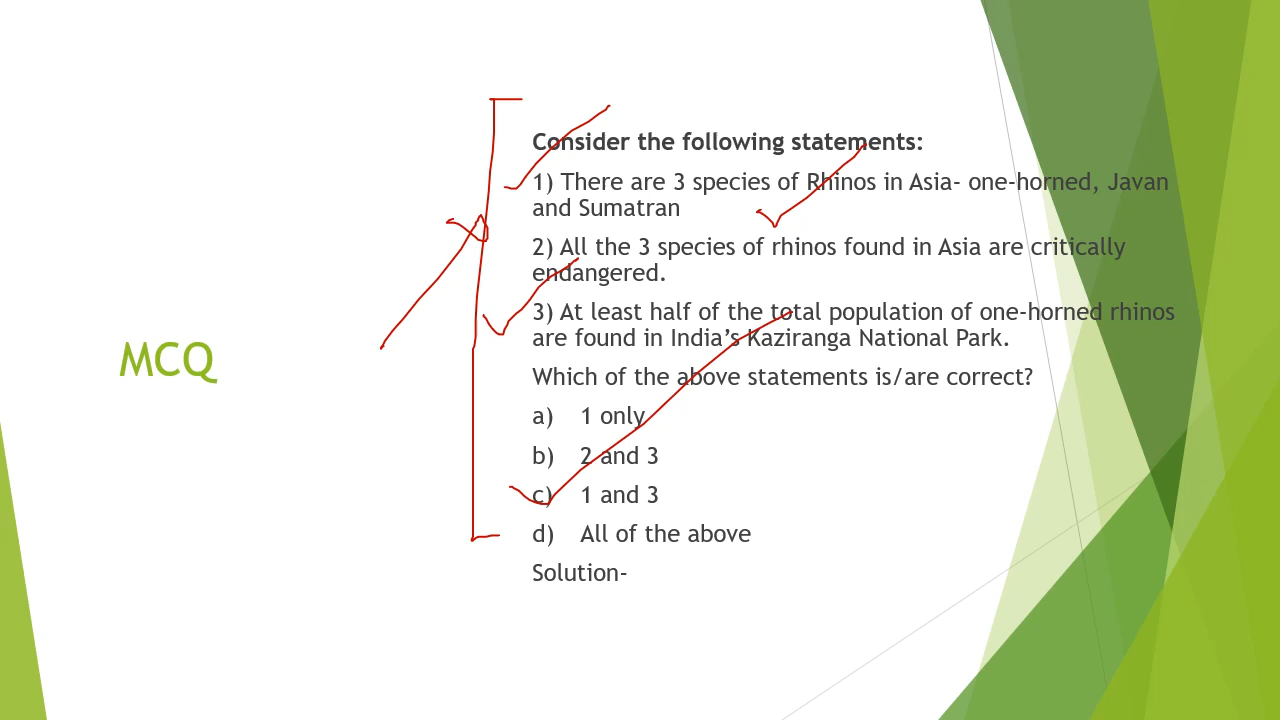 Consider the following statements:
1) There are 3 species of Rhinos in Asia- one-horned, Javan
and Sumatran
2) All the 3 species of rhinos found in Asia are critically
endangered.
3) At least half of the total population of one-horned rhinos
are found in India’s Kaziranga National Park.
MCQ
Which of the above statements is/are correct?
a) 1 only
b) 2 and 3
c) 1 and 3
d) All of the above
Solution-